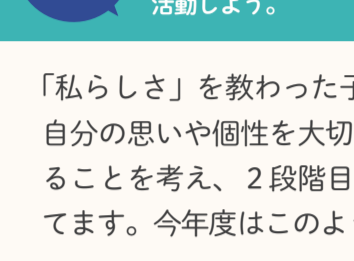 活動しよう。
「私らしさ」を教わった
自分の思いや個性を大切
ることを考え、２段階目
てます。今年度はこのよ